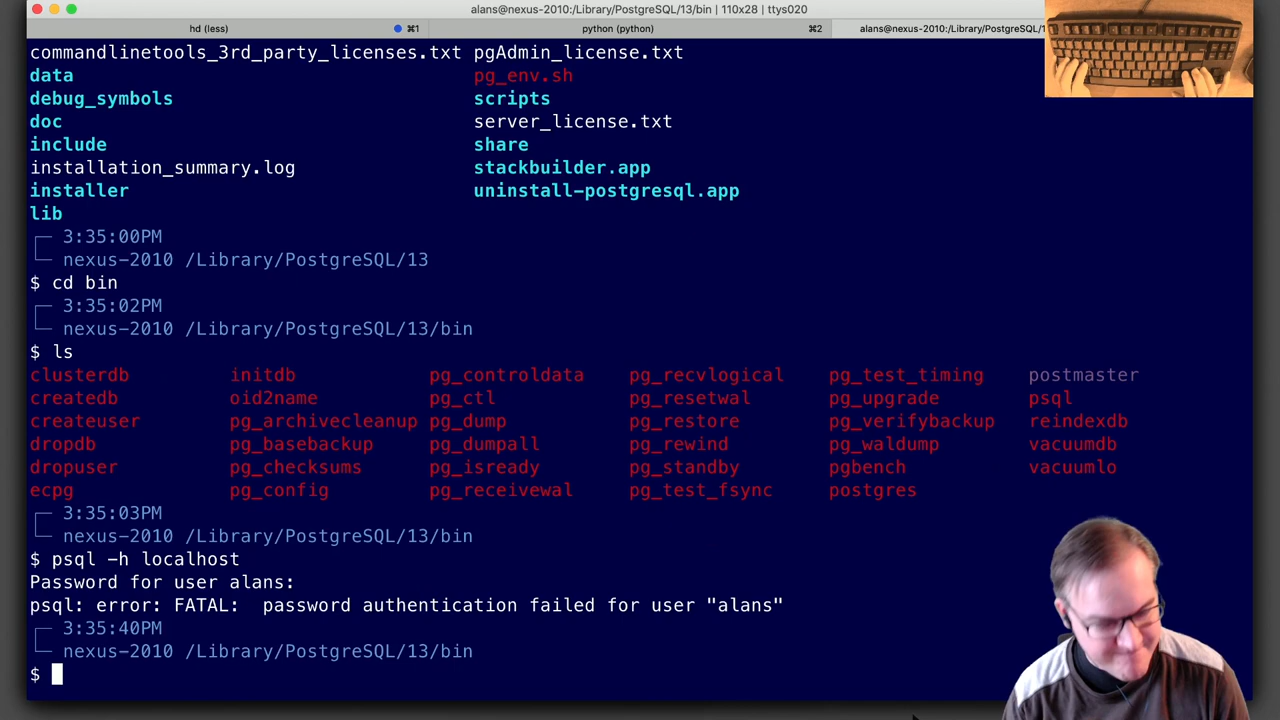 alans@nexus-2010:/Library/PostgreSQL/13/bin | 110x28 | ttys020
hd (less) ⌘1 python (python) ⌘2 alans@nexus-2010:/Library/PostgreSQL/1
commandlinetools_3rd_party_licenses.txt pgAdmin_license.txt
data pg_env.sh
debug_symbols scripts
doc server_license.txt
include share
installation_summary.log stackbuilder.app
installer uninstall-postgresql.app
lib
3:35:00PM
nexus-2010 /Library/PostgreSQL/13
$ cd bin
3:35:02PM
nexus-2010 /Library/PostgreSQL/13/bin
$ ls
clusterdb initdb pg_controldata pg_recvlogical pg_test_timing postmaster
createdb oid2name pg_ctl pg_resetwal pg_upgrade psql
createuser pg_archivecleanup pg_dump pg_restore pg_verifybackup reindexdb
dropdb pg_basebackup pg_dumpall pg_rewind pg_waldump vacuumdb
dropuser pg_checksums pg_isready pg_standby pgbench vacuumlo
ecpg pg_config pg_receivewal pg_test_fsync postgres
3:35:03PM
nexus-2010 /Library/PostgreSQL/13/bin
$ psql -h localhost
Password for user alans:
psql: error: FATAL:  password authentication failed for user "alans"
3:35:40PM
nexus-2010 /Library/PostgreSQL/13/bin
$